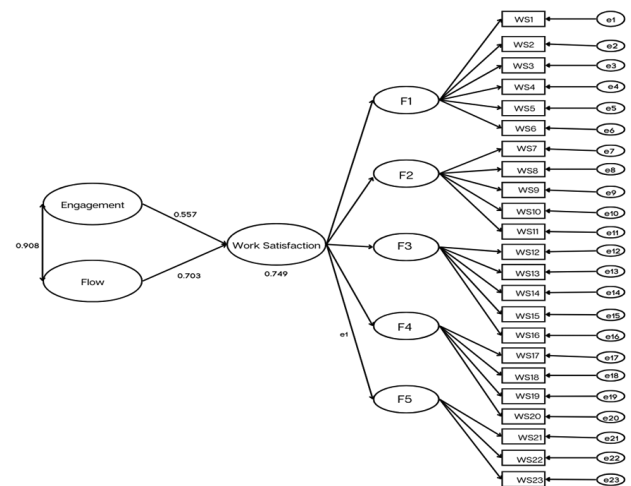 WS1 e1
WS2 e2
WS3 e3
WS4 e4
F1
WS5 e5
WS6 e6
WS7 e7
WS8 e8
F2
WS9 e9
Engagement
WS10 e10
0.557
WS11 e11
0.908
Work Satisfaction
F3
WS12 e12
0.749
WS13 e13
Flow
0.703
WS14 e14
WS15 e15
F4
e1
WS16 e16
WS17 e17
WS18 e18
F5
WS19 e19
WS20 e20
WS21 e21
WS22 e22
WS23 e23